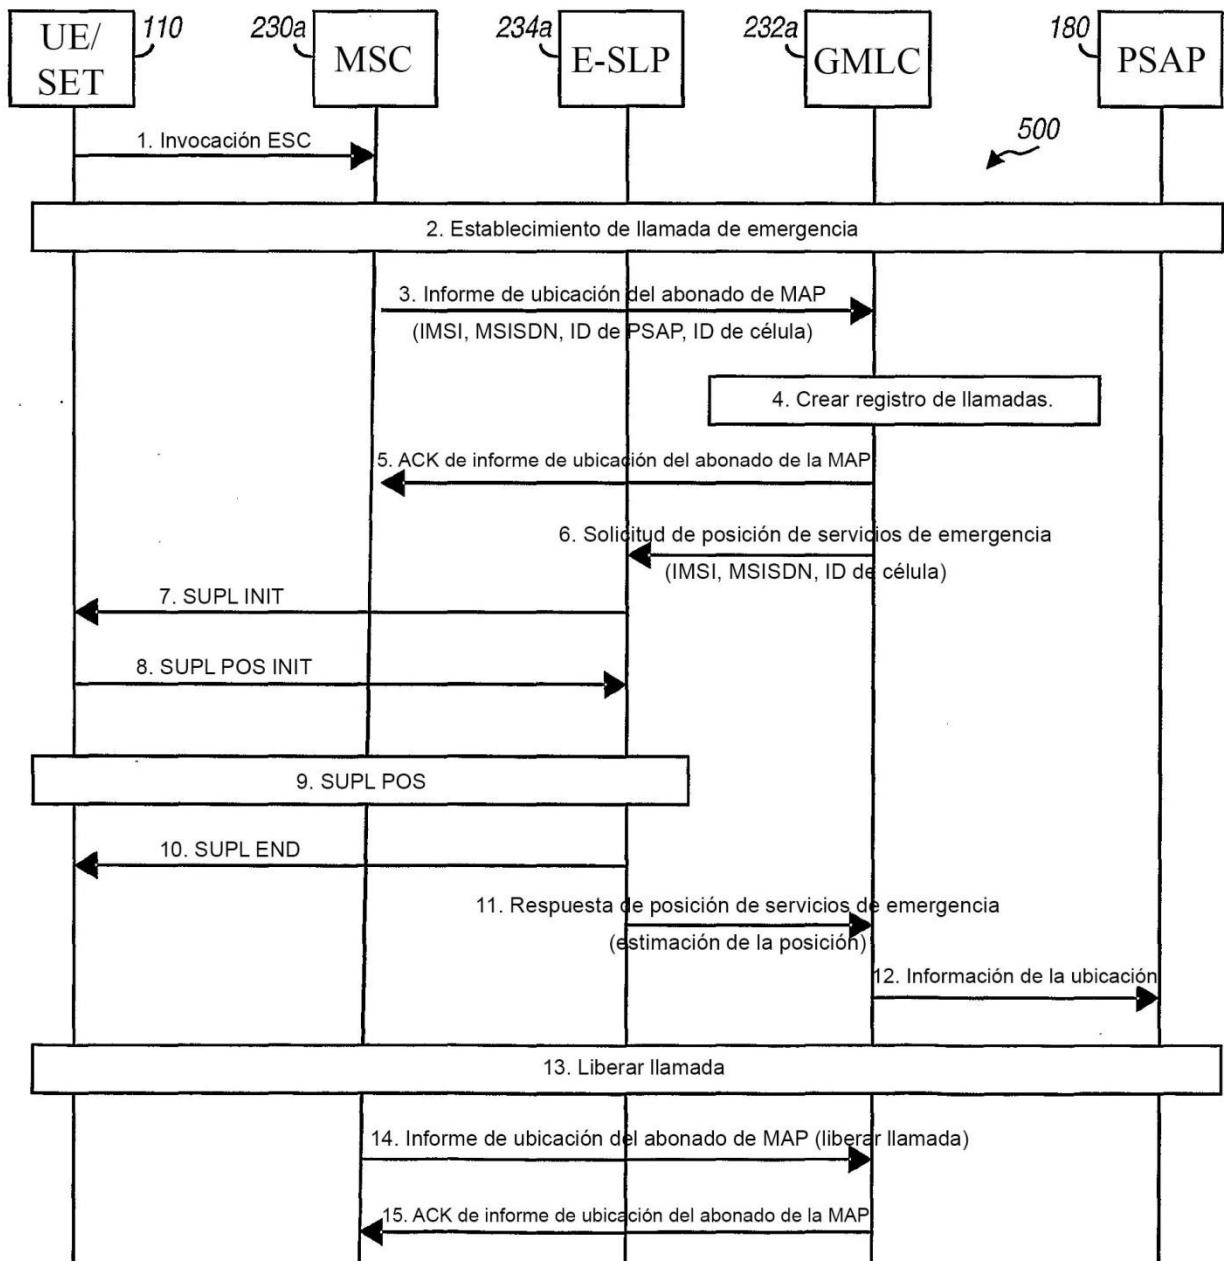 UE/
SET
110
230a
MSC
234a
E-SLP
232a
GMLC
180
PSAP
500
1. Invocación ESC
2. Establecimiento de llamada de emergencia
3. Informe de ubicación del abonado de MAP
(IMSI, MSISDN, ID de PSAP, ID de célula)
4. Crear registro de llamadas.
5. ACK de informe de ubicación del abonado de la MAP
6. Solicitud de posición de servicios de emergencia
(IMSI, MSISDN, ID de célula)
7. SUPL INIT
8. SUPL POS INIT
9. SUPL POS
10. SUPL END
11. Respuesta de posición de servicios de emergencia
(estimación de la posición)
12. Información de la ubicación
13. Liberar llamada
14. Informe de ubicación del abonado de MAP (liberar llamada)
15. ACK de informe de ubicación del abonado de la MAP